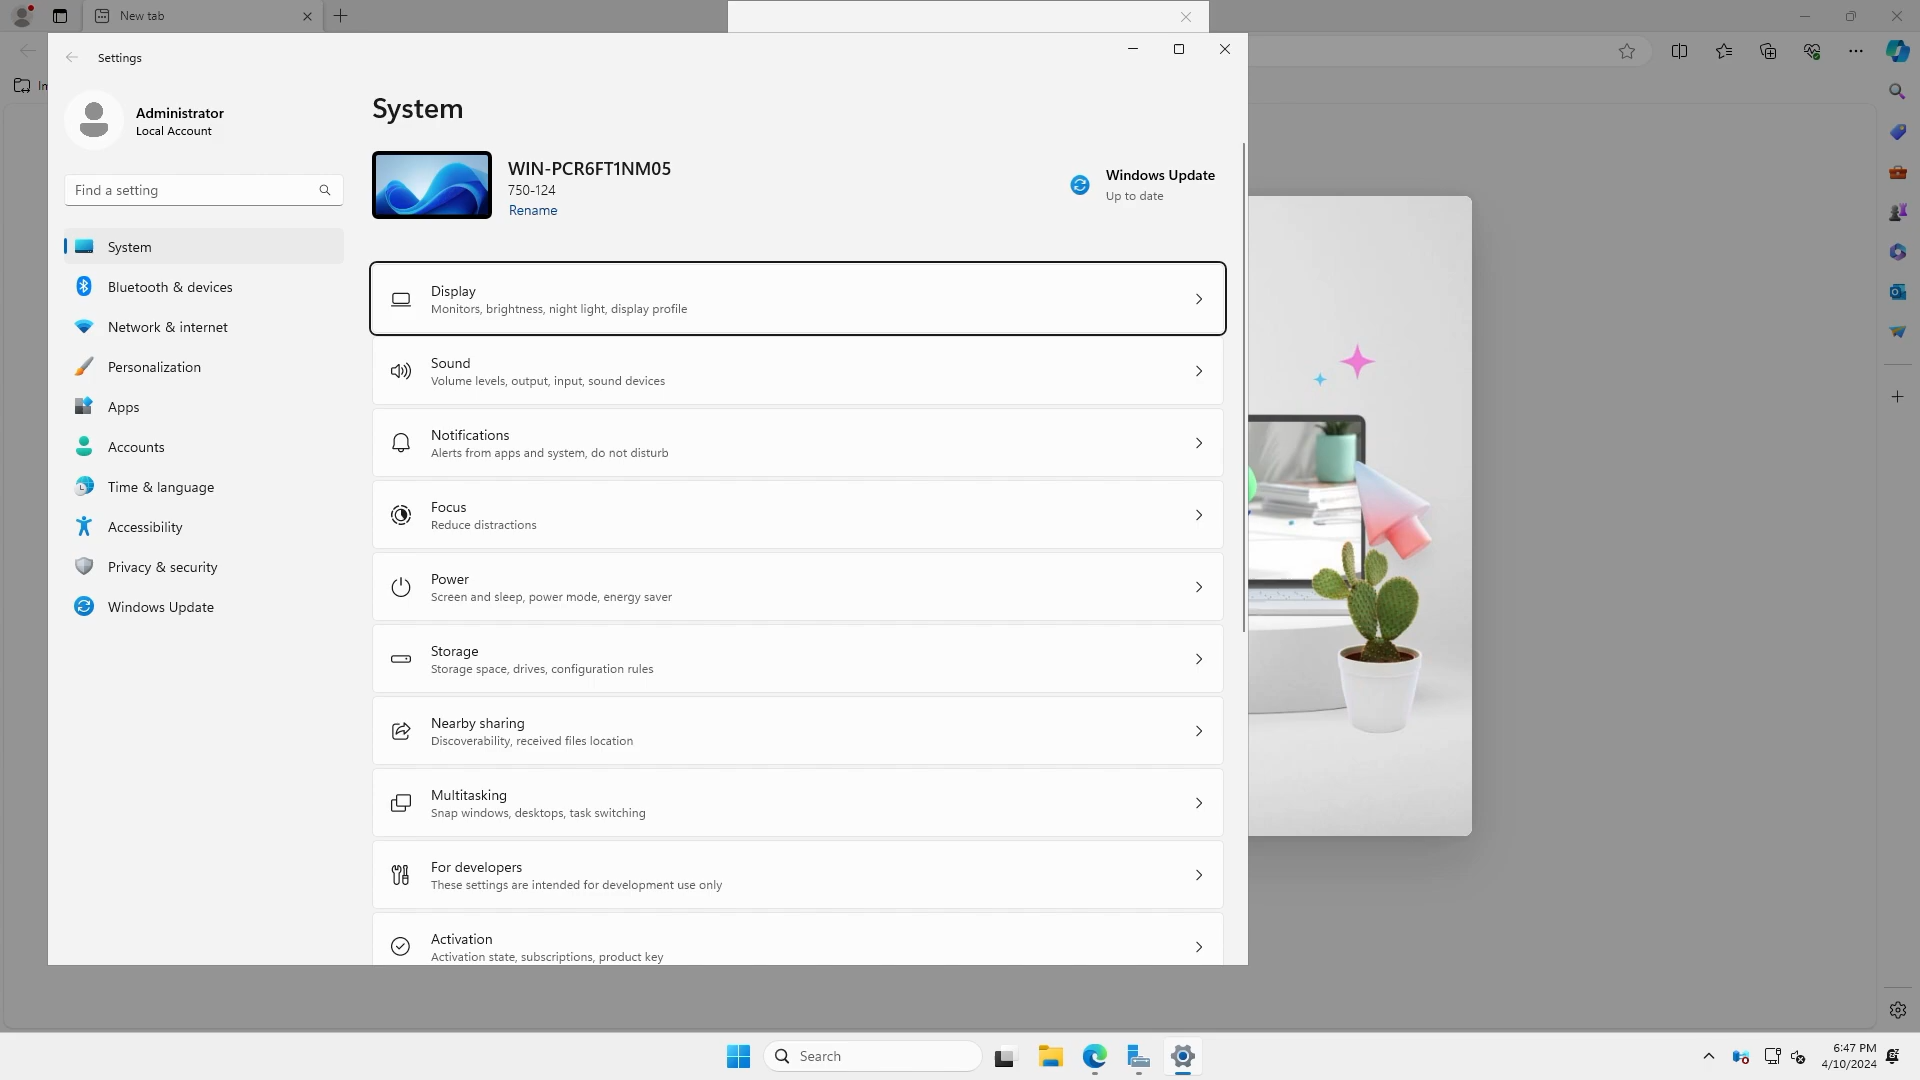 New tab
Im
Settings
Administrator
Local Account
Find a setting
System
Bluetooth & devices
Network & internet
Personalization
Apps
Accounts
Time & language
Accessibility
Privacy & security
Windows Update
System
WIN-PCR6FT1NM05
750-124
Rename
Windows Update
Up to date
Display
Monitors, brightness, night light, display profile
Sound
Volume levels, output, input, sound devices
Notifications
Alerts from apps and system, do not disturb
Focus
Reduce distractions
Power
Screen and sleep, power mode, energy saver
Storage
Storage space, drives, configuration rules
Nearby sharing
Discoverability, received files location
Multitasking
Snap windows, desktops, task switching
For developers
These settings are intended for development use only
Activation
Activation state, subscriptions, product key
Search
6:47 PM
4/10/2024